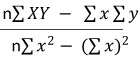 n∑XY − ∑x∑y
n∑x² − (∑x)²